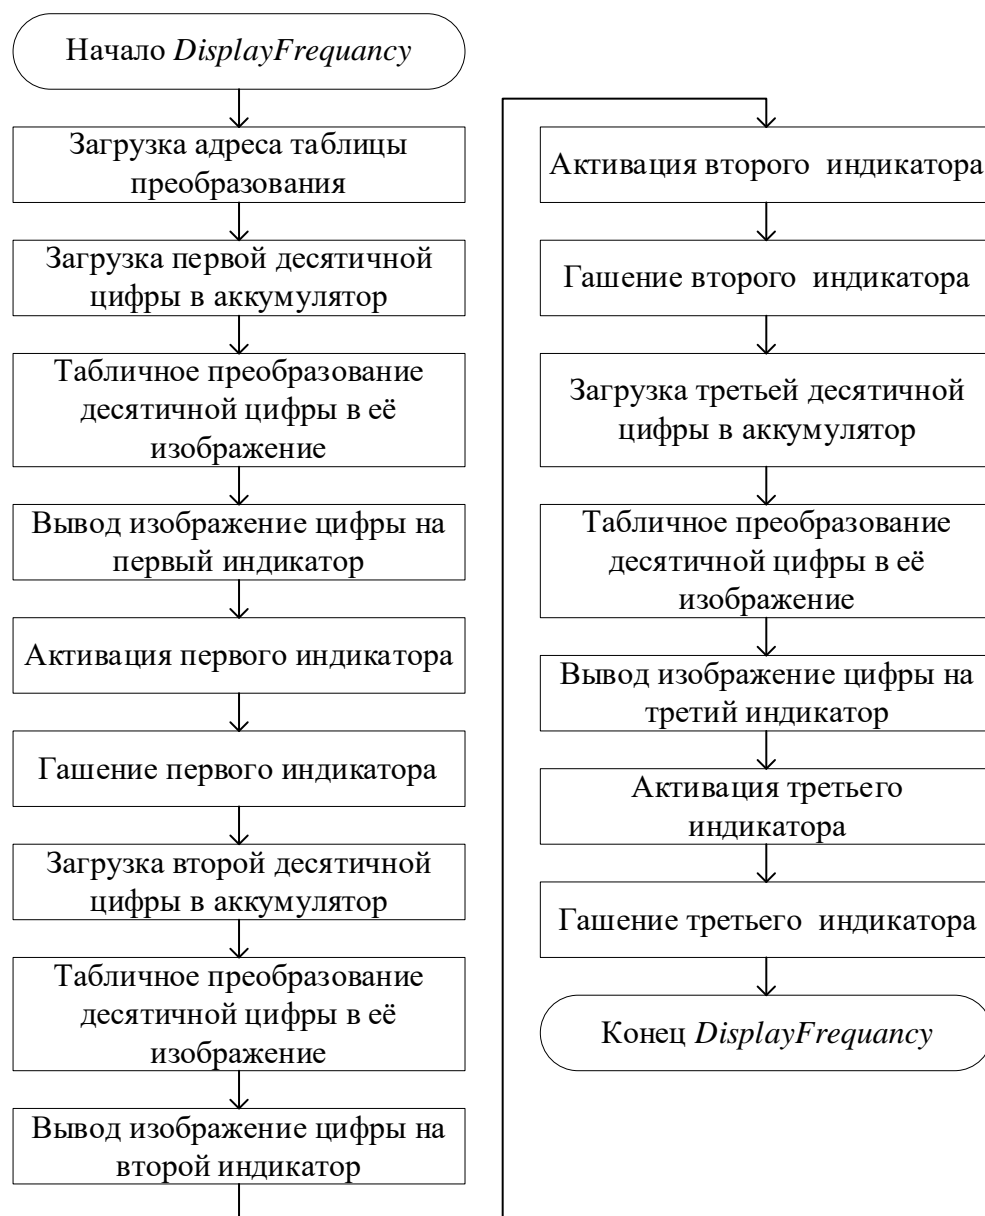 Начало DisplayFrequancy
Загрузка адреса таблицы
преобразования
Загрузка первой десятичной
цифры в аккумулятор
Табличное преобразование
десятичной цифры в её
изображение
Вывод изображение цифры на
первый индикатор
Активация первого индикатора
Гашение первого индикатора
Загрузка второй десятичной
цифры в аккумулятор
Табличное преобразование
десятичной цифры в её
изображение
Вывод изображение цифры на
второй индикатор
Активация второго  индикатора
Гашение второго  индикатора
Загрузка третьей десятичной
цифры в аккумулятор
Табличное преобразование
десятичной цифры в её
изображение
Вывод изображение цифры на
третий индикатор
Активация третьего
индикатора
Гашение третьего  индикатора
Конец DisplayFrequancy